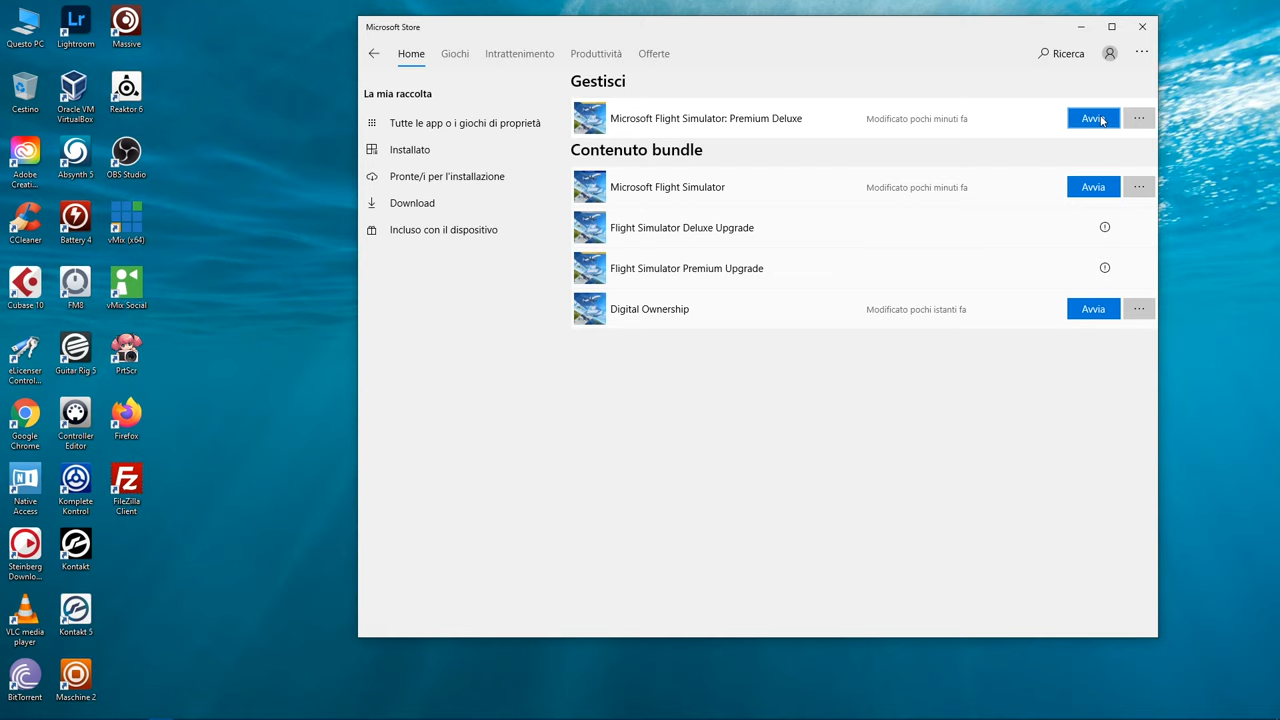 Questo PC
Lightroom
Massive
Cestino
Oracle VM
VirtualBox
Reaktor 6
Adobe
Creati...
Absynth 5
OBS Studio
CCleaner
Battery 4
vMix (x64)
Cubase 10
FM8
vMix Social
eLicenser
Control...
Guitar Rig 5
PrtScr
Google
Chrome
Controller
Editor
Firefox
Native
Access
Komplete
Kontrol
FileZilla
Client
Steinberg
Downlo...
Kontakt
VLC media
player
Kontakt 5
BitTorrent
Maschine 2
Microsoft Store
Home Giochi Intrattenimento Produttività Offerte Ricerca
La mia raccolta
Tutte le app o i giochi di proprietà
Installato
Pronte/i per l'installazione
Download
Incluso con il dispositivo
Gestisci
Microsoft Flight Simulator: Premium Deluxe Modificato pochi minuti fa Avvia
Contenuto bundle
Microsoft Flight Simulator Modificato pochi minuti fa Avvia
Flight Simulator Deluxe Upgrade
Flight Simulator Premium Upgrade
Digital Ownership Modificato pochi istanti fa Avvia